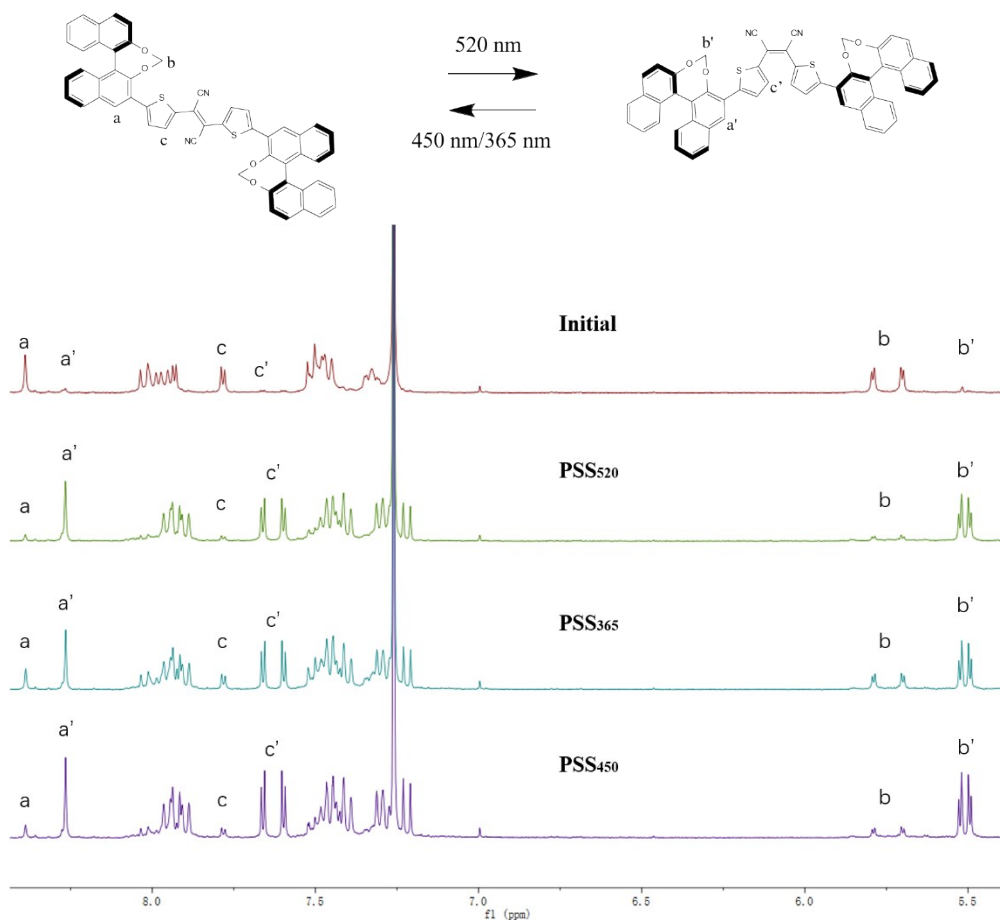 520 nm
450 nm/365 nm
O
O
b
S
CN
a
c
NC
S
O
O
b'
NC
CN
O
O
S
c'
S
O
O
a'
Initial
a
a'
c
c'
b
b'
PSS520
a
a'
c
c'
b
b'
PSS365
a
a'
c
c'
b
b'
PSS450
a
a'
c
c'
b
b'
8.0 7.5 7.0 6.5 6.0 5.5
f1 (ppm)